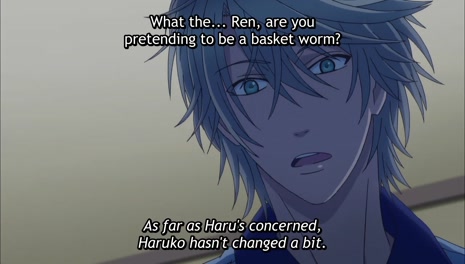 What the... Ren, are you
pretending to be a basket worm?
As far as Haru's concerned,
Haruko hasn't changed a bit.